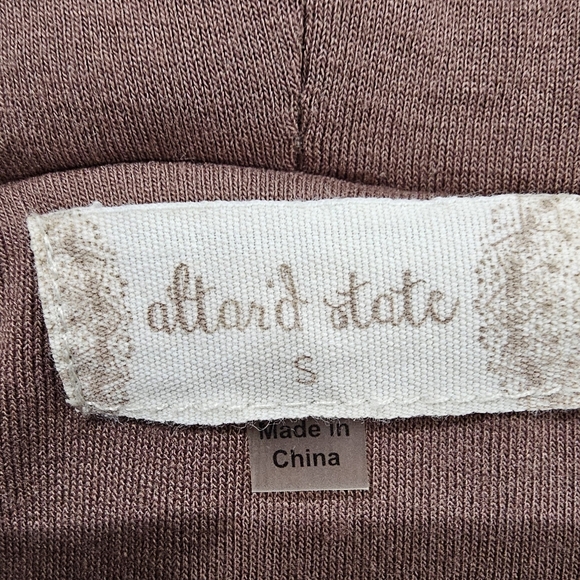 altar'd state
S
Made in
China